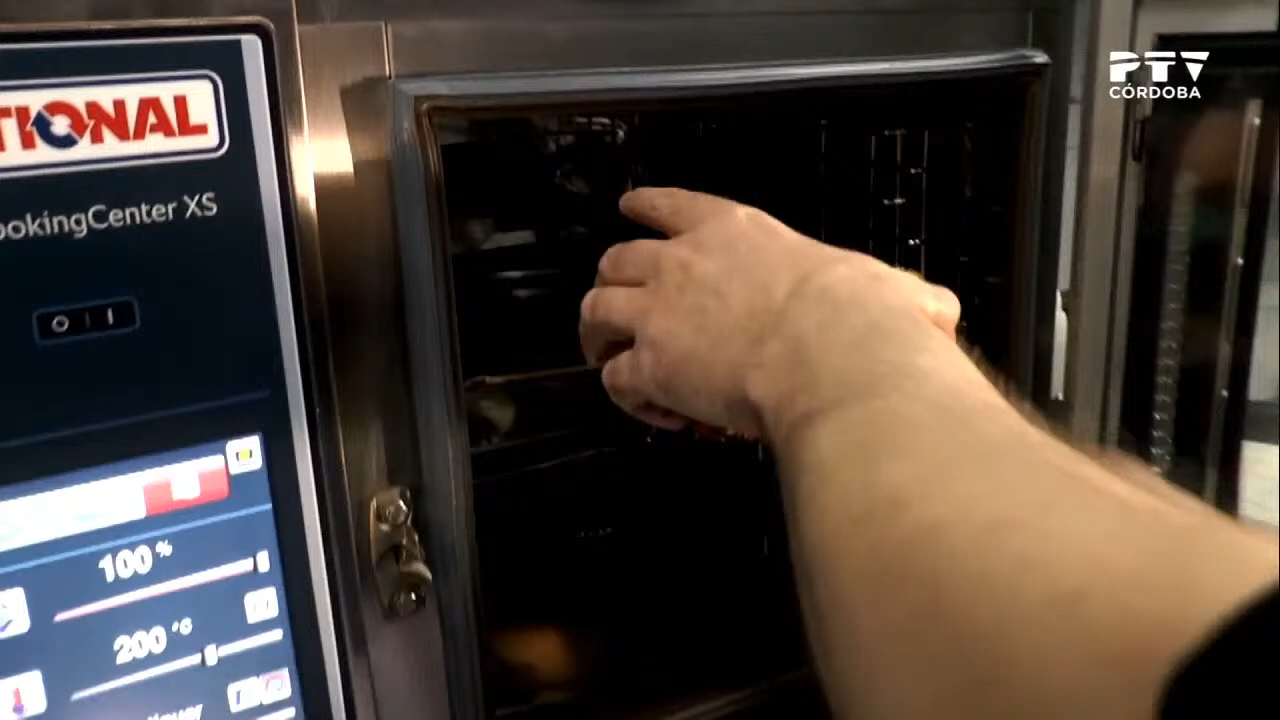 TIONAL
ookingCenter XS
O I
100 %
200 °C
PTV
CÓRDOBA